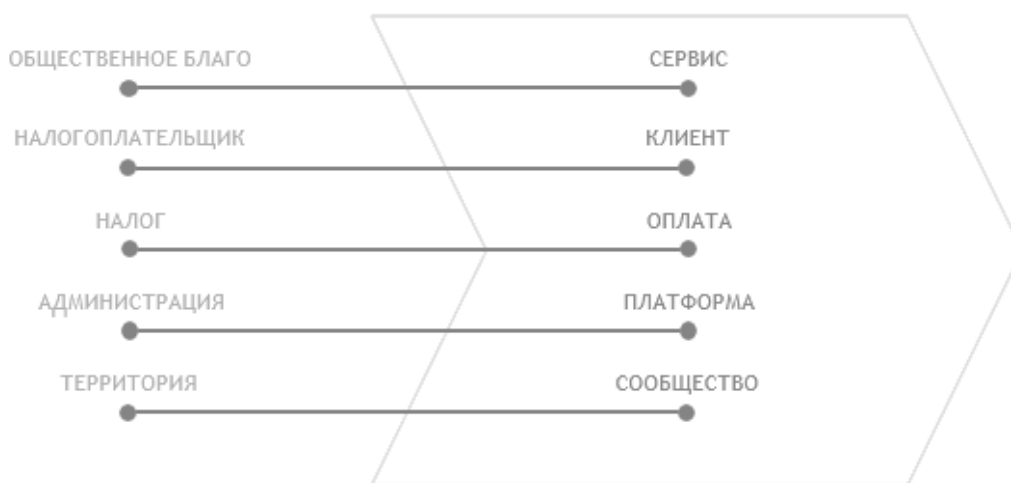 ОБЩЕСТВЕННОЕ БЛАГО СЕРВИС
НАЛОГОПЛАТЕЛЬЩИК КЛИЕНТ
НАЛОГ ОПЛАТА
АДМИНИСТРАЦИЯ ПЛАТФОРМА
ТЕРРИТОРИЯ СООБЩЕСТВО